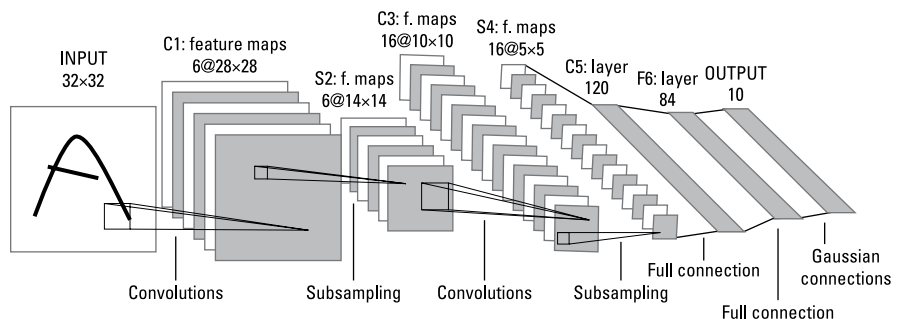 INPUT
32×32
C1: feature maps
6@28×28
S2: f. maps
6@14×14
C3: f. maps
16@10×10
S4: f. maps
16@5×5
C5: layer
120
F6: layer
84
OUTPUT
10
Convolutions
Subsampling
Convolutions
Subsampling
Full connection
Full connection
Gaussian
connections